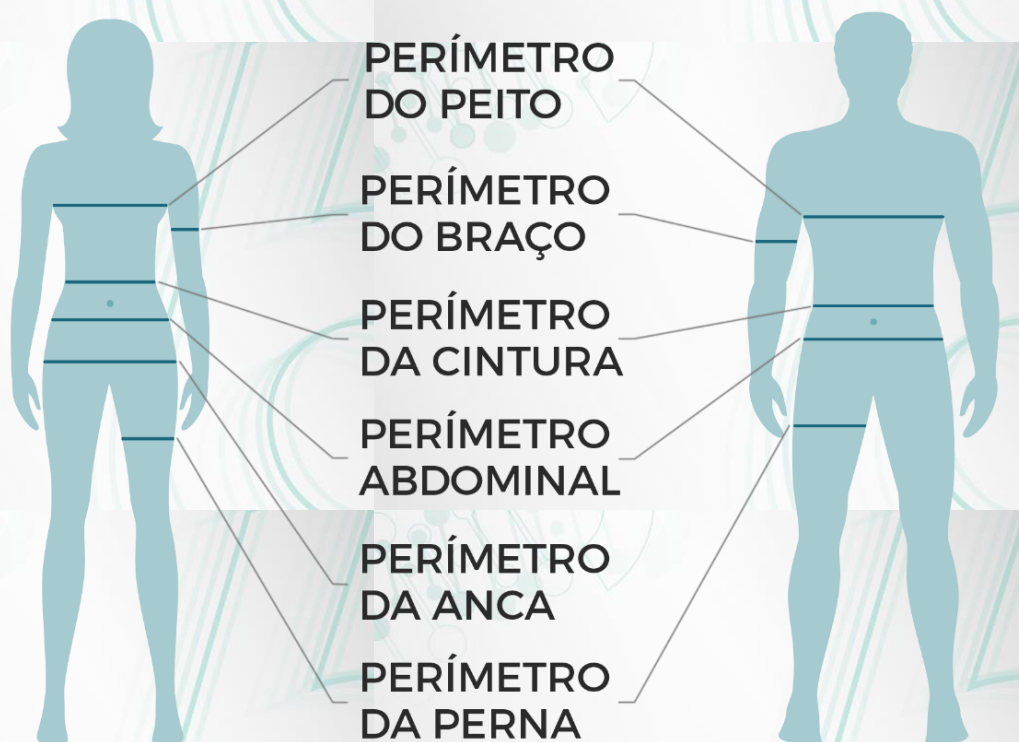 PERÍMETRO
DO PEITO
PERÍMETRO
DO BRAÇO
PERÍMETRO
DA CINTURA
PERÍMETRO
ABDOMINAL
PERÍMETRO
DA ANCA
PERÍMETRO
DA PERNA